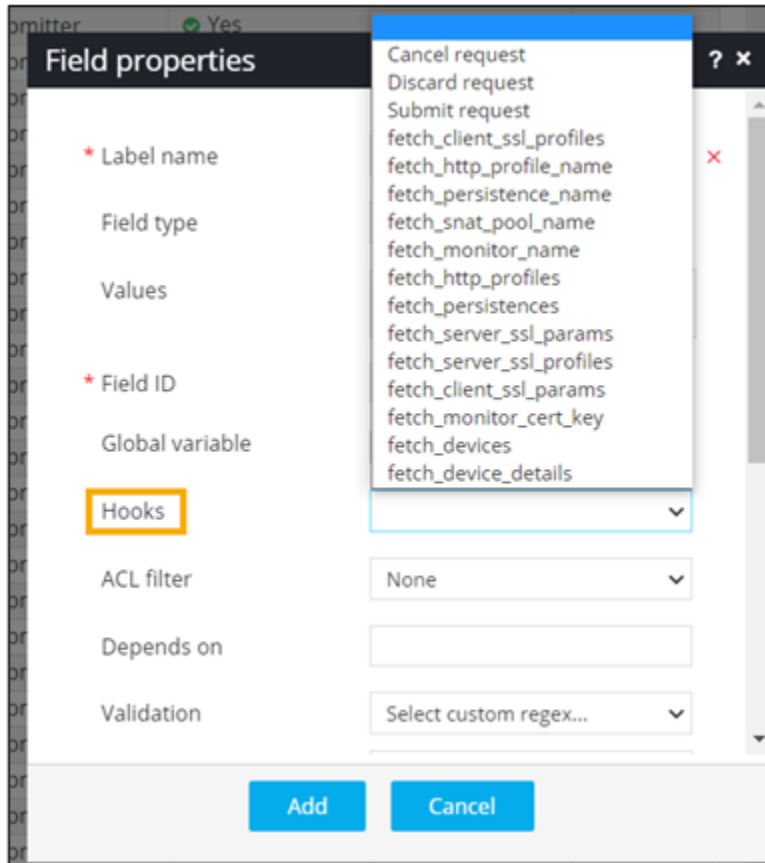 omitter Yes
Field properties ? ×
Cancel request
Discard request
Submit request
fetch_client_ssl_profiles
fetch_http_profile_name
fetch_persistence_name
fetch_snat_pool_name
fetch_monitor_name
fetch_http_profiles
fetch_persistences
fetch_server_ssl_params
fetch_server_ssl_profiles
fetch_client_ssl_params
fetch_monitor_cert_key
fetch_devices
fetch_device_details
* Label name
Field type
Values
* Field ID
Global variable
Hooks
ACL filter None
Depends on
Validation Select custom regex...
Add Cancel